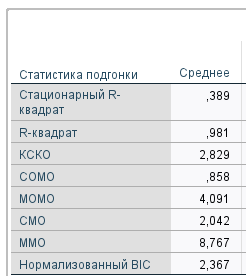 Статистика подгонки Среднее
Стационарный R-
квадрат ,389
R-квадрат ,981
КСКО 2,829
СОМО ,858
МОМО 4,091
СМО 2,042
ММО 8,767
Нормализованный BIC 2,367